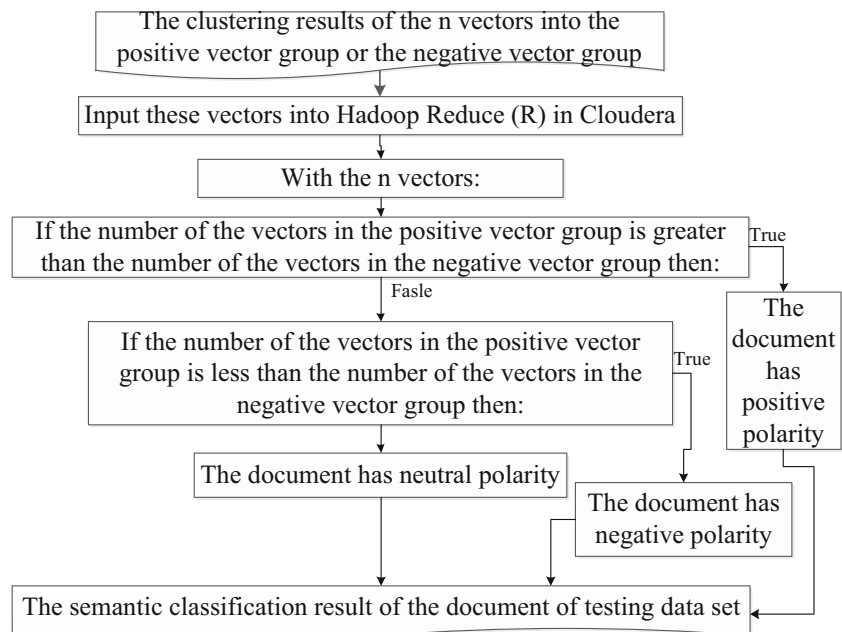 The clustering results of the n vectors into the
positive vector group or the negative vector group
Input these vectors into Hadoop Reduce (R) in Cloudera
With the n vectors:
If the number of the vectors in the positive vector group is greater
than the number of the vectors in the negative vector group then:
True
Fasle
The
document
has
positive
polarity
If the number of the vectors in the positive vector
group is less than the number of the vectors in the
negative vector group then:
True
The document has neutral polarity
The document has
negative polarity
The semantic classification result of the document of testing data set